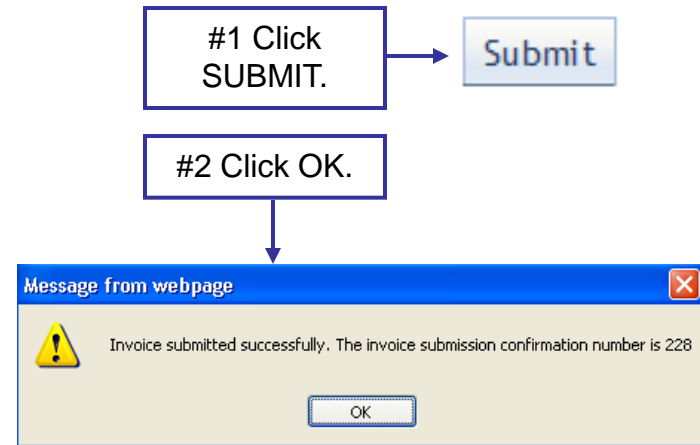 #1 Click
SUBMIT.
Submit
#2 Click OK.
Message from webpage
Invoice submitted successfully. The invoice submission confirmation number is 228
OK